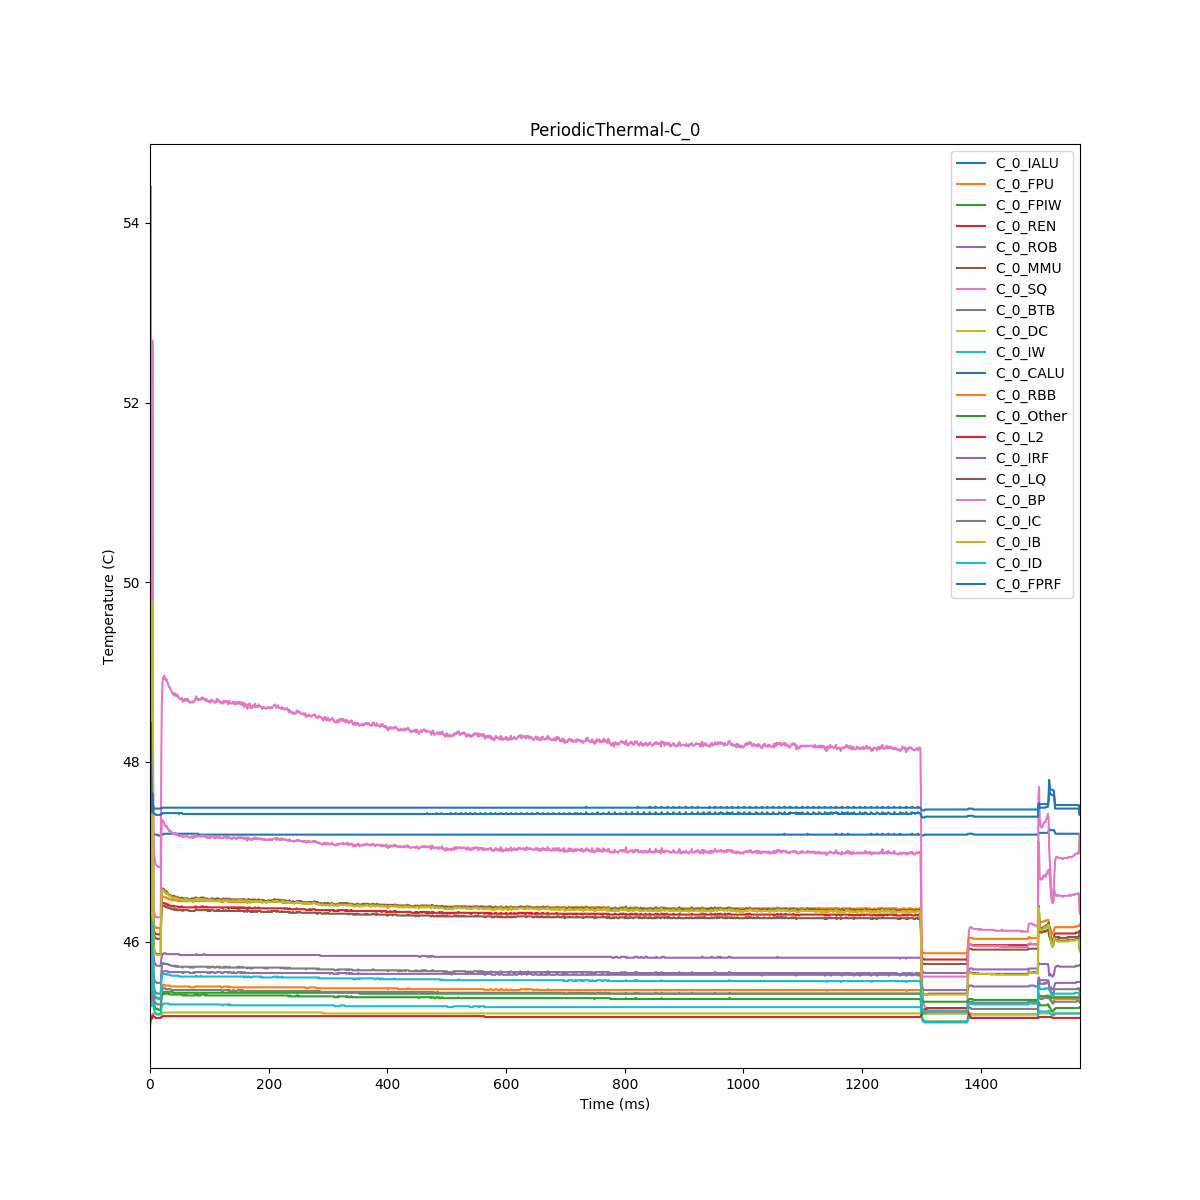 PeriodicThermal-C_0
C_0_IALU
C_0_FPU
C_0_FPIW
C_0_REN
C_0_ROB
C_0_MMU
C_0_SQ
C_0_BTB
C_0_DC
C_0_IW
C_0_CALU
C_0_RBB
C_0_Other
C_0_L2
C_0_IRF
C_0_LQ
C_0_BP
C_0_IC
C_0_IB
C_0_ID
C_0_FPRF
Temperature (C)
54
52
50
48
46
0 200 400 600 800 1000 1200 1400
Time (ms)